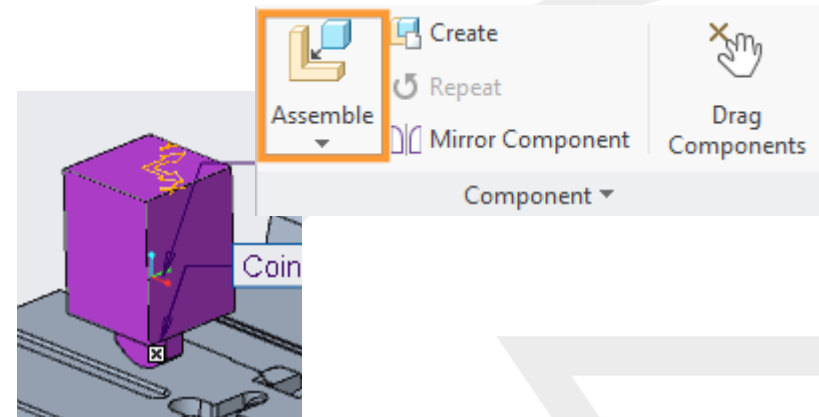 Create
Repeat
Assemble
Mirror Component
Drag
Components
Component
Coin